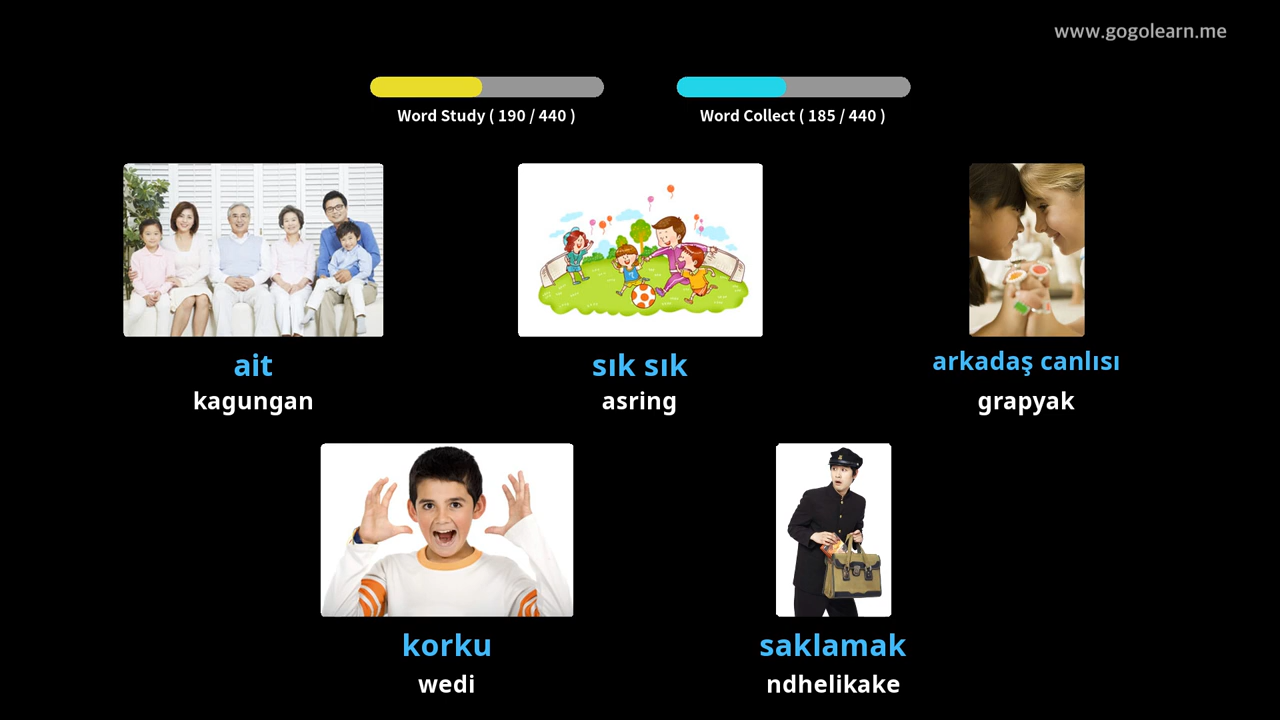 www.gogolearn.me
Word Study ( 190 / 440 )
Word Collect ( 185 / 440 )
ait
kagungan
sık sık
asring
arkadaş canlısı
grapyak
korku
wedi
saklamak
ndhelikake